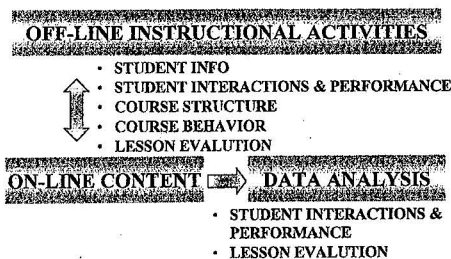 OFF-LINE INSTRUCTIONAL ACTIVITIES
• STUDENT INFO
• STUDENT INTERACTIONS & PERFORMANCE
• COURSE STRUCTURE
• COURSE BEHAVIOR
• LESSON EVALUTION
ON-LINE CONTENT DATA ANALYSIS
• STUDENT INTERACTIONS &
PERFORMANCE
• LESSON EVALUTION